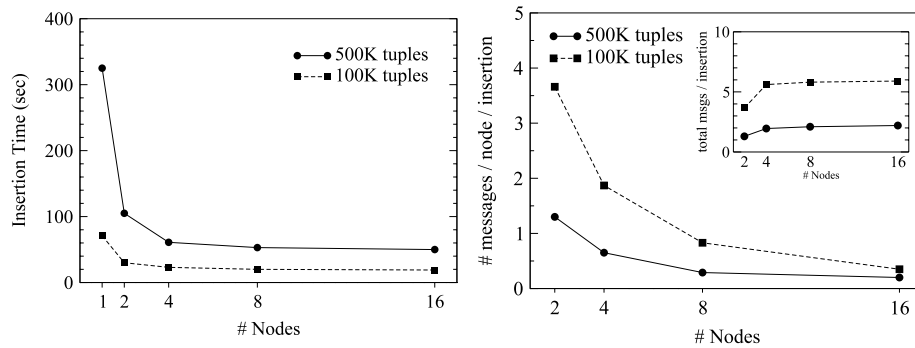 400
300
200
100
0
Insertion Time (sec)
500K tuples
100K tuples
1 2 4 8 16
# Nodes
5
4
3
2
1
0
# messages / node / insertion
500K tuples
100K tuples
2 4 8 16
# Nodes
10
5
0
total msgs / insertion
2 4 8 16
# Nodes